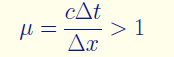 μ = cΔt / Δx > 1